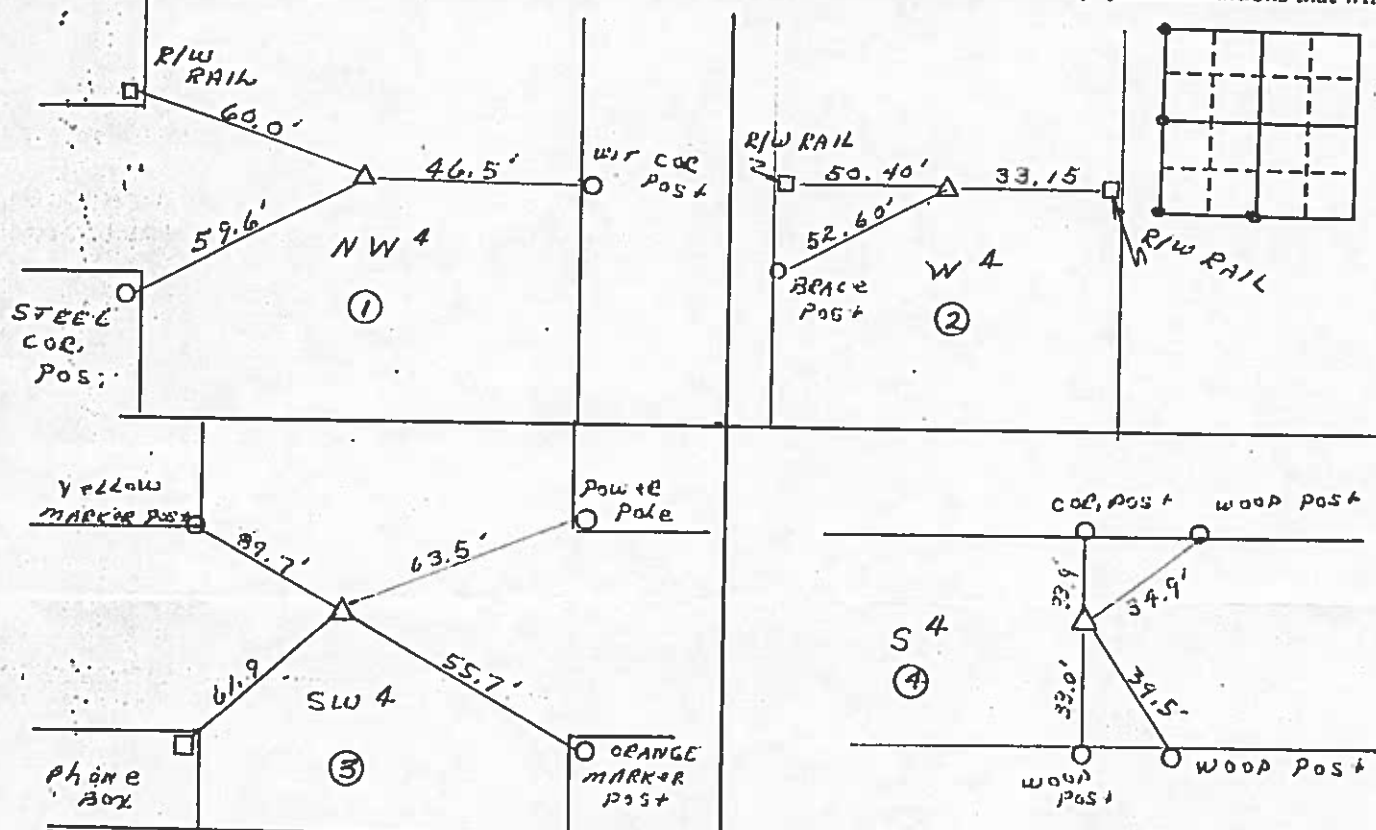 R/W
RAIL
60.0'
46.5'
COR
POST
59.6'
NW 4
①
STEEL
COR.
POS
R/W RAIL
50.40'
33.15
52.60'
W 4
R/W RAIL
BRACE
POST
②
YELLOW
MARKER POST
POWER
POLE
63.5'
61.9
55.7'
SW 4
③
Phone
BOX
ORANGE
MARKER
POST
COR. POST
WOOD POST
33.9'
34.9'
S 4
④
33.0'
39.5'
WOOD
POST
WOOD POST